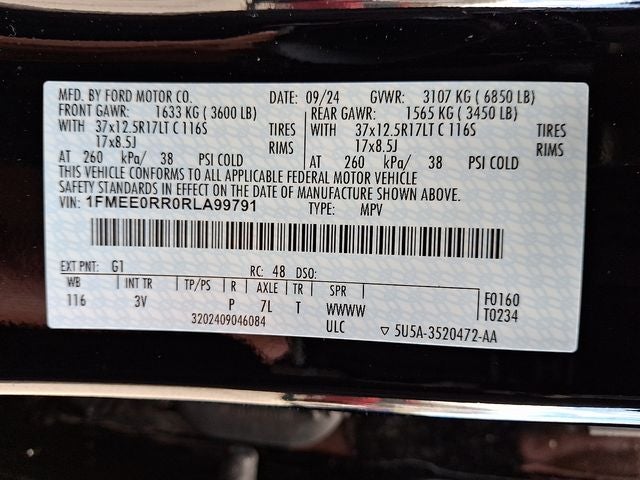 MFD. BY FORD MOTOR CO. DATE: 09/24 GVWR: 3107 KG ( 6850 LB)
FRONT GAWR: 1633 KG ( 3600 LB) REAR GAWR: 1565 KG ( 3450 LB)
WITH 37x12.5R17LT C 116S TIRES WITH 37x12.5R17LT C 116S TIRES
17x8.5J RIMS 17x8.5J RIMS
AT 260 kPa/ 38 PSI COLD AT 260 kPa/ 38 PSI COLD
THIS VEHICLE CONFORMS TO ALL APPLICABLE FEDERAL MOTOR VEHICLE
SAFETY STANDARDS IN EFFECT ON THE DATE OF MANUFACTURE SHOWN ABOVE.
VIN: 1FMEE0RR0RLA99791 TYPE: MPV
EXT PNT: G1 RC: 48 DSO:
WB INT TR TP/PS R AXLE TR SPR F0160
116 3V P 7L T WWWW T0234
3202409046084 ULC ▽ 5U5A-3520472-AA